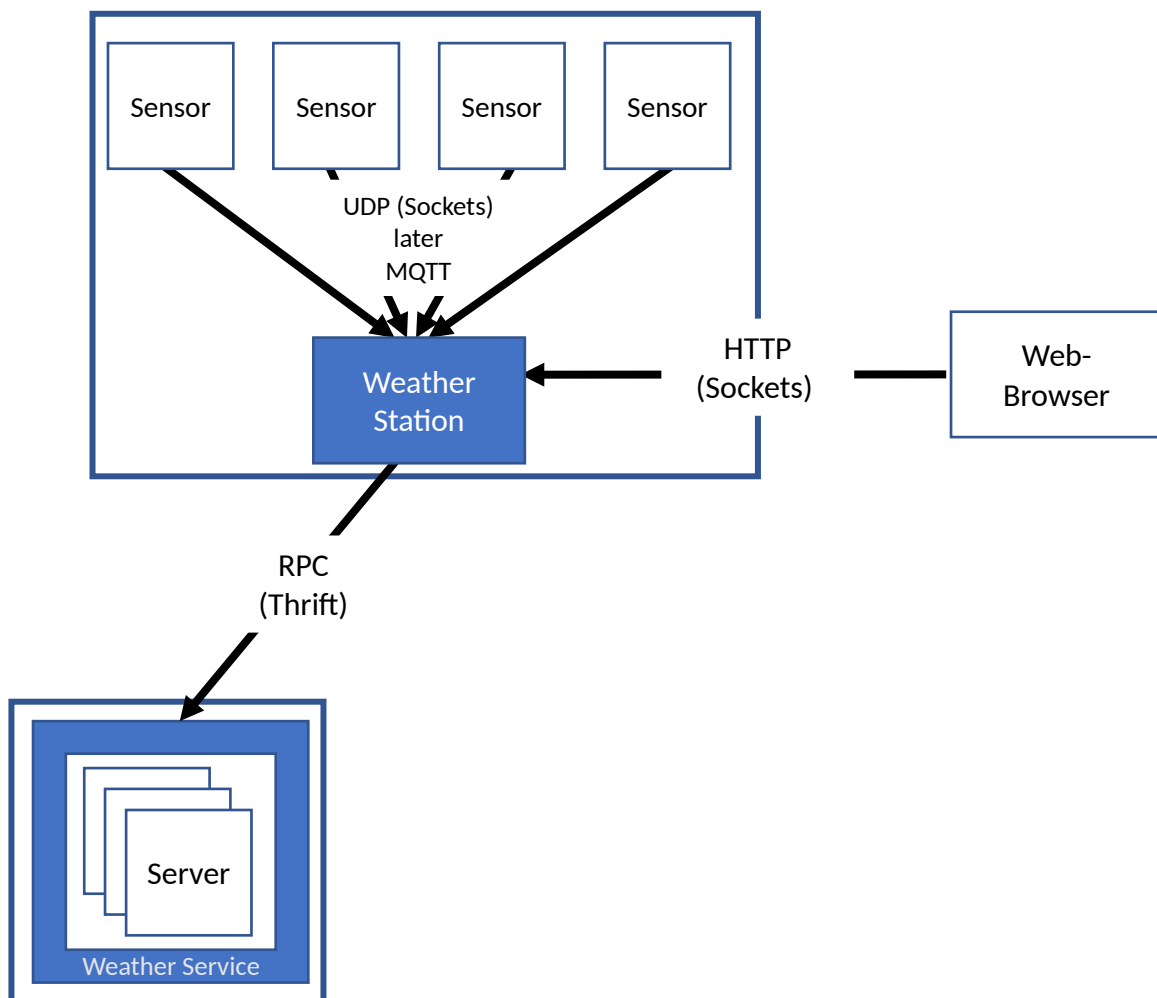 Sensor
Sensor
Sensor
Sensor
UDP (Sockets)
later
MQTT
Weather
Station
HTTP
(Sockets)
Web-
Browser
RPC
(Thrift)
Server
Weather Service